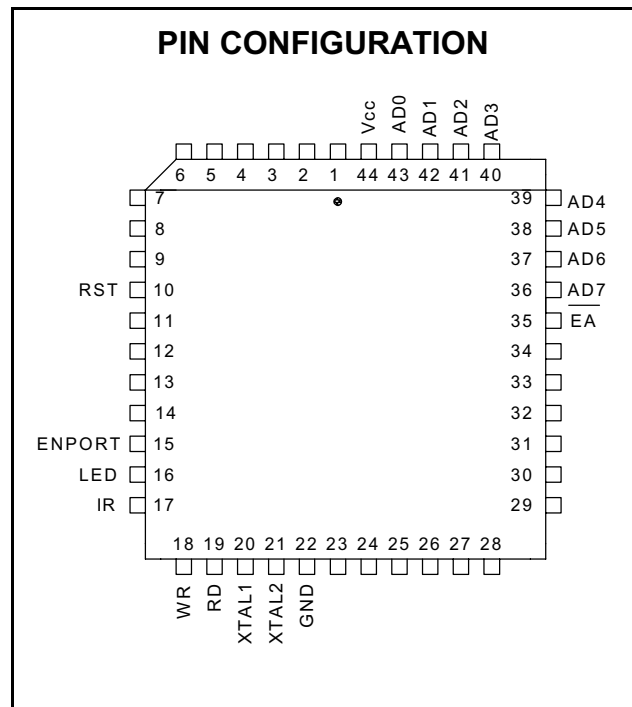 PIN CONFIGURATION
Vcc AD0 AD1 AD2 AD3
6 5 4 3 2 1 44 43 42 41 40
7 39 AD4
8 38 AD5
9 37 AD6
RST 10 36 AD7
11 35 EA
12 34
13 33
14 32
ENPORT 15 31
LED 16 30
IR 17 29
18 19 20 21 22 23 24 25 26 27 28
WR RD XTAL1 XTAL2 GND